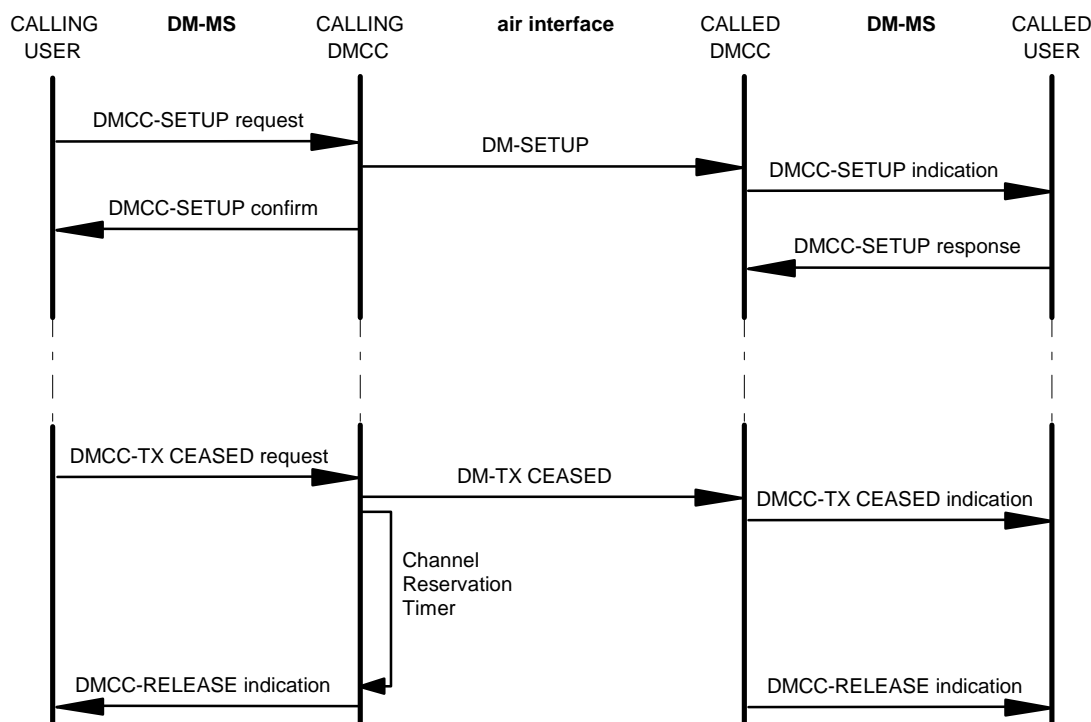 CALLING DM-MS CALLING air interface CALLED DM-MS CALLED
USER DMCC DMCC USER
DMCC-SETUP request
DM-SETUP
DMCC-SETUP indication
DMCC-SETUP confirm
DMCC-SETUP response
DMCC-TX CEASED request
DM-TX CEASED
DMCC-TX CEASED indication
Channel
Reservation
Timer
DMCC-RELEASE indication DMCC-RELEASE indication